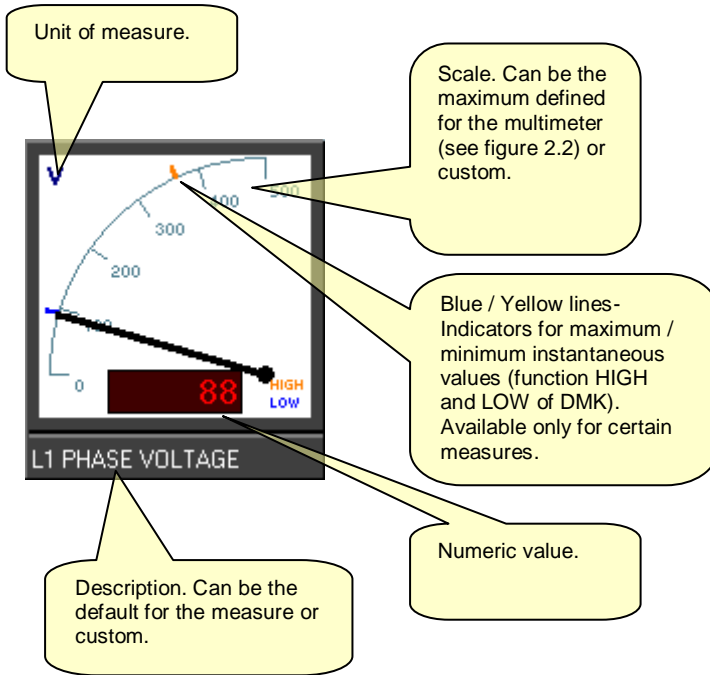 Unit of measure.
Scale. Can be the
maximum defined
for the multimeter
(see figure 2.2) or
custom.
V
500
400
300
200
100
0
88
HIGH
LOW
L1 PHASE VOLTAGE
Blue / Yellow lines-
Indicators for maximum /
minimum instantaneous
values (function HIGH
and LOW of DMK).
Available only for certain
measures.
Numeric value.
Description. Can be the
default for the measure or
custom.